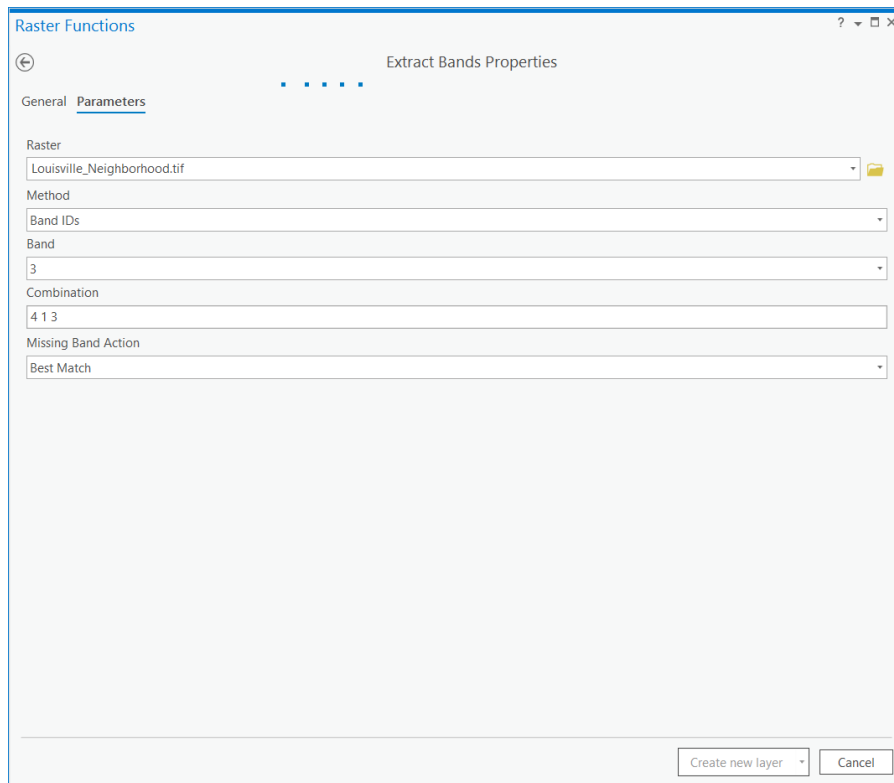 Raster Functions
?
Extract Bands Properties
General Parameters
Raster
Louisville_Neighborhood.tif
Method
Band IDs
Band
3
Combination
4 1 3
Missing Band Action
Best Match
Create new layer
Cancel